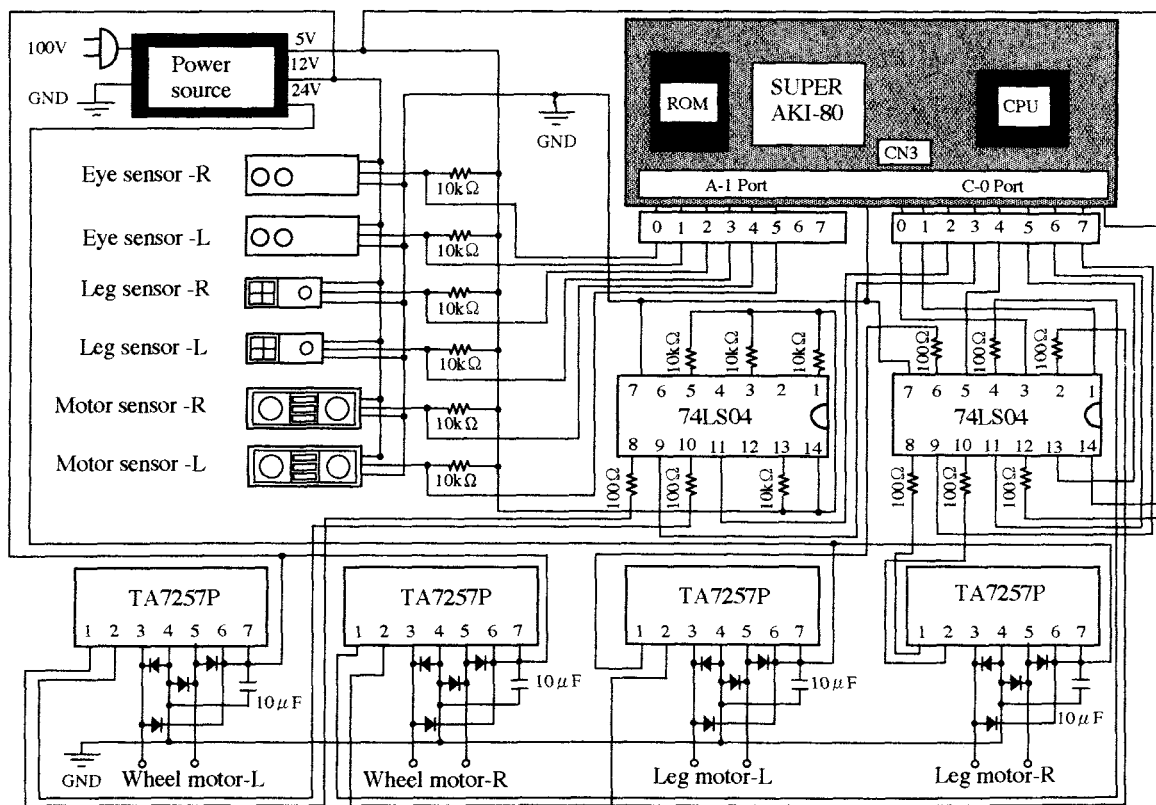 100V
Power
source
5V
12V
24V
GND
GND
ROM
SUPER
AKI-80
CPU
CN3
A-1 Port
C-0 Port
0 1 2 3 4 5 6 7
0 1 2 3 4 5 6 7
Eye sensor -R
10kΩ
Eye sensor -L
10kΩ
Leg sensor -R
10kΩ
Leg sensor -L
10kΩ
Motor sensor -R
10kΩ
Motor sensor -L
10kΩ
10kΩ
10kΩ
10kΩ
7 6 5 4 3 2 1
74LS04
8 9 10 11 12 13 14
100Ω
100Ω
10kΩ
100Ω
100Ω
100Ω
7 6 5 4 3 2 1
74LS04
8 9 10 11 12 13 14
100Ω
100Ω
100Ω
TA7257P
1 2 3 4 5 6 7
10μF
TA7257P
1 2 3 4 5 6 7
10μF
TA7257P
1 2 3 4 5 6 7
10μF
TA7257P
1 2 3 4 5 6 7
10μF
GND
Wheel motor-L
Wheel motor-R
Leg motor-L
Leg motor-R